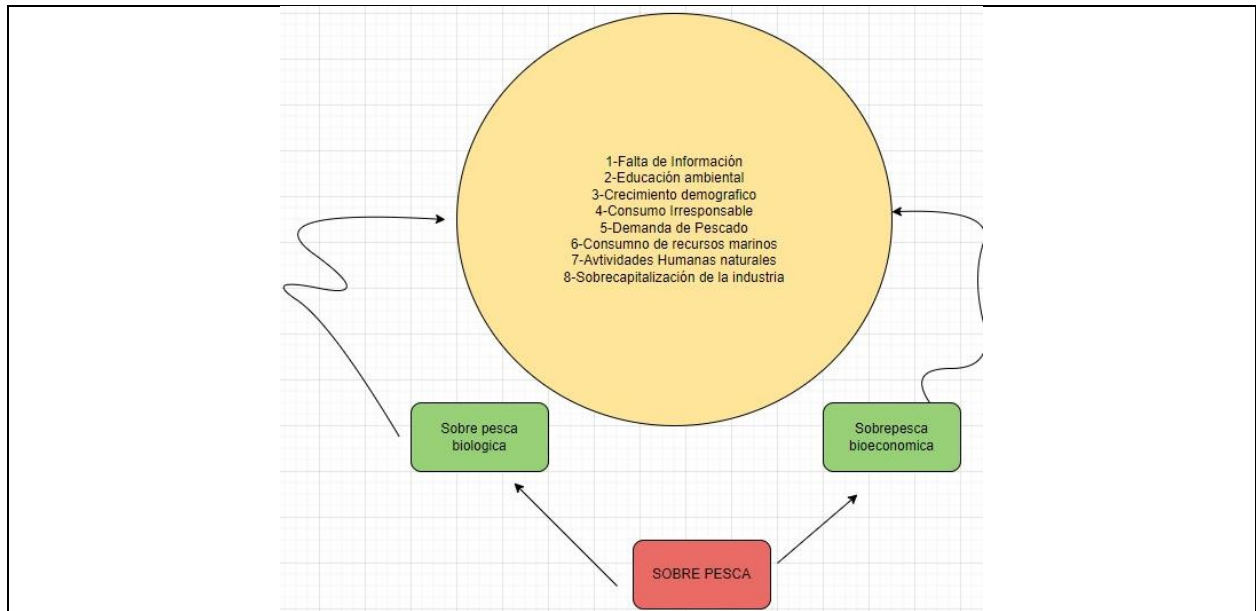 1-Falta de Información
2-Educación ambiental
3-Crecimiento demografico
4-Consumo Irresponsable
5-Demanda de Pescado
6-Consumno de recursos marinos
7-Avtividades Humanas naturales
8-Sobrecapitalización de la industria
Sobre pesca
biologica
Sobrepesca
bioeconomica
SOBRE PESCA